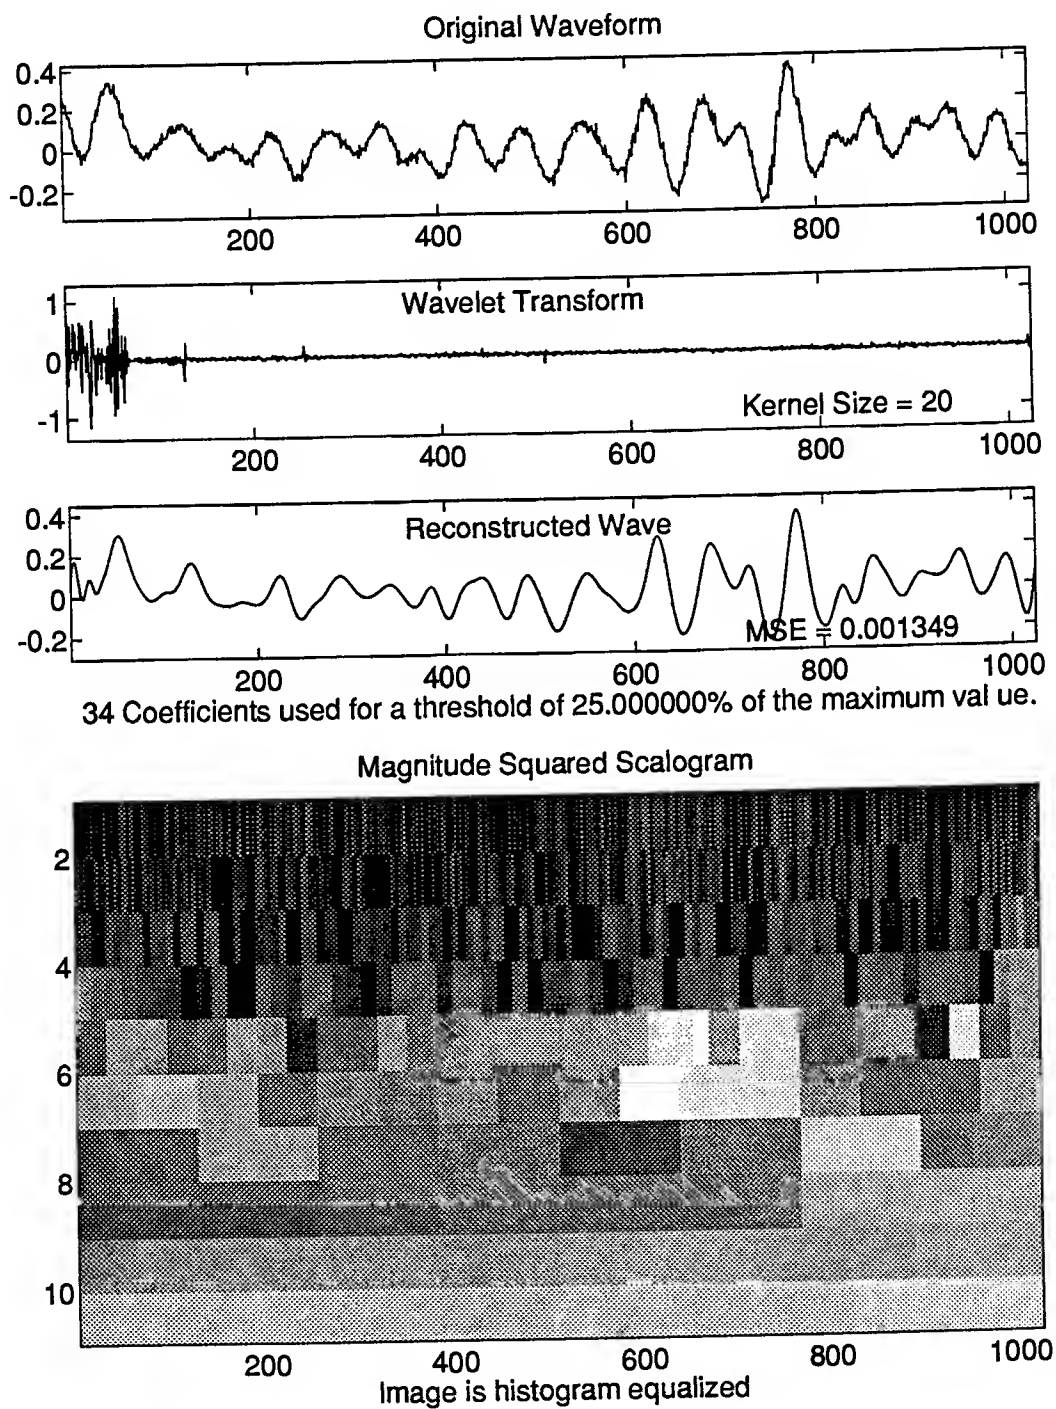 Original Waveform
0.4
0.2
0
-0.2
200 400 600 800 1000
Wavelet Transform
1
0
-1
Kernel Size = 20
200 400 600 800 1000
Reconstructed Wave
0.4
0.2
0
-0.2
MSE = 0.001349
200 400 600 800 1000
34 Coefficients used for a threshold of 25.000000% of the maximum val ue.
Magnitude Squared Scalogram
2
4
6
8
10
200 400 600 800 1000
Image is histogram equalized